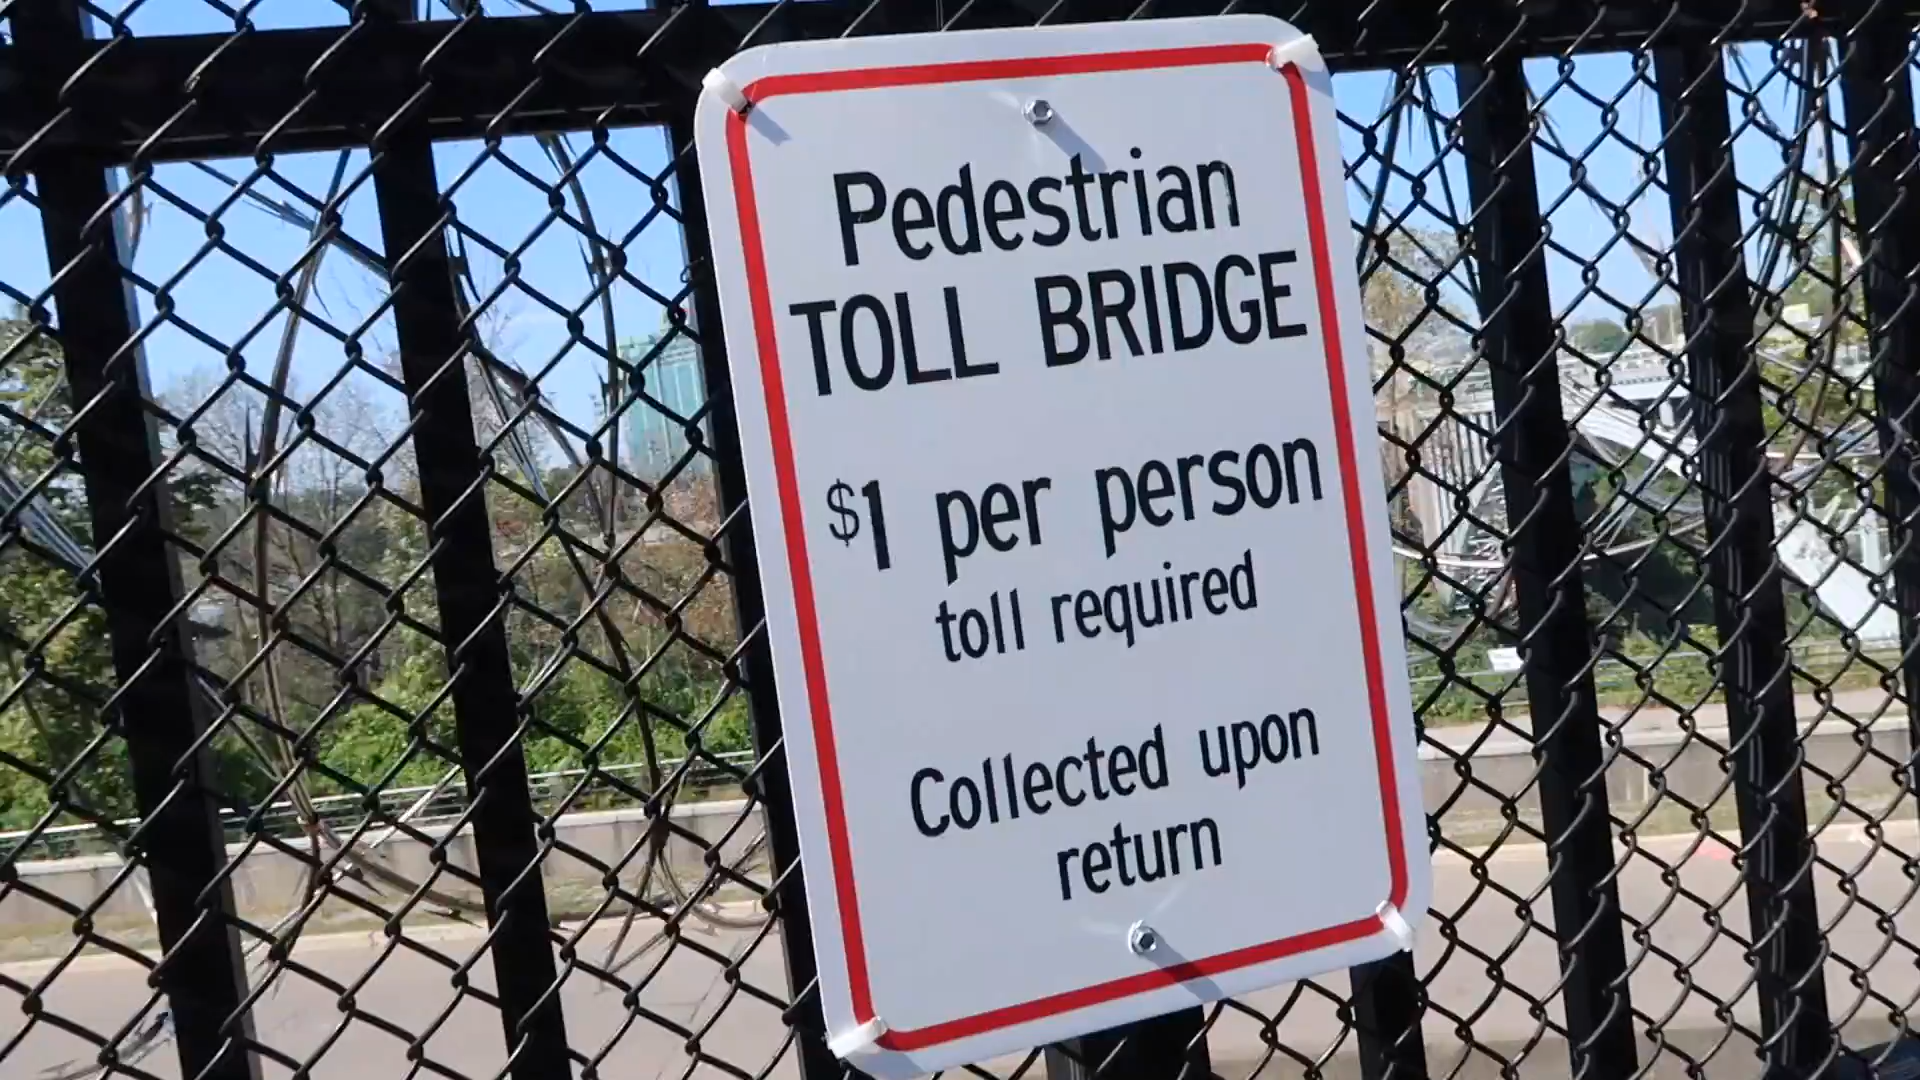 Pedestrian
TOLL BRIDGE
$1 per person
toll required
Collected upon
return